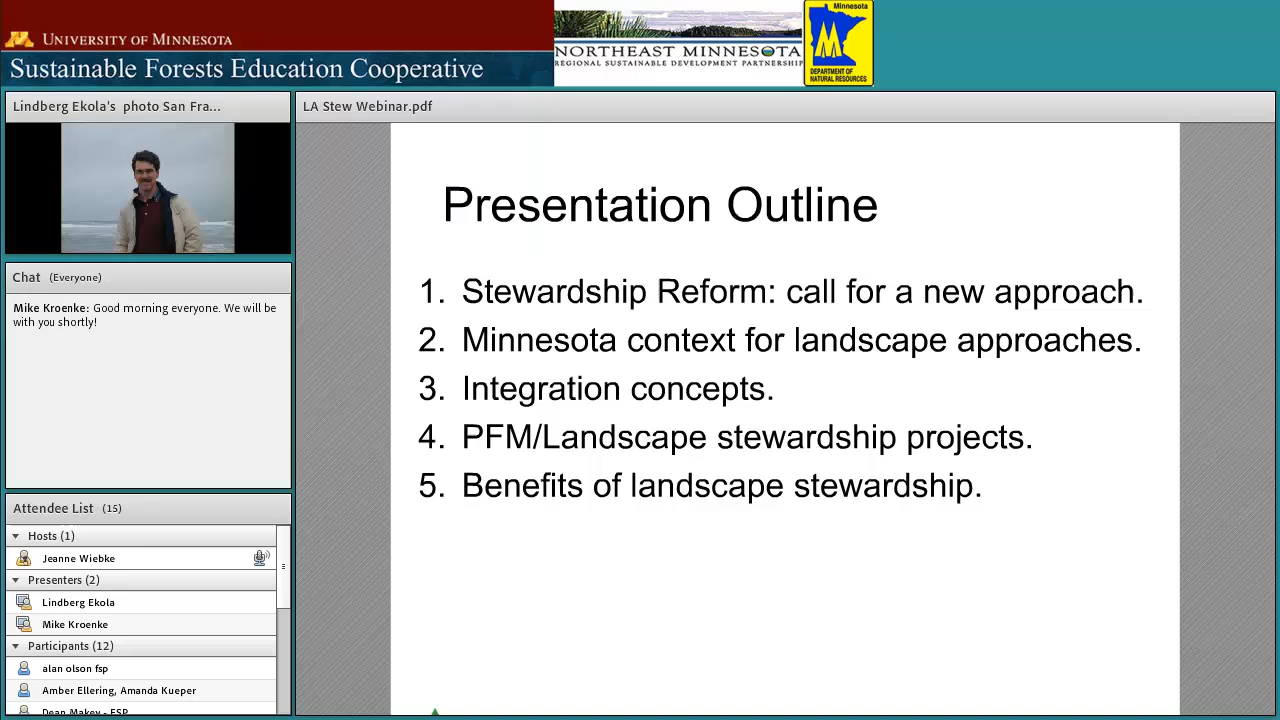 UNIVERSITY OF MINNESOTA
Sustainable Forests Education Cooperative
NORTHEAST MINNESOTA
REGIONAL SUSTAINABLE DEVELOPMENT PARTNERSHIP
Minnesota
M
DEPARTMENT OF
NATURAL RESOURCES
Lindberg Ekola's photo San Fra...
Chat (Everyone)
Mike Kroenke: Good morning everyone. We will be
with you shortly!
Attendee List (15)
Hosts (1)
Jeanne Wiebke
Presenters (2)
Lindberg Ekola
Mike Kroenke
Participants (12)
alan olson fsp
Amber Ellering, Amanda Kueper
LA Stew Webinar.pdf
Presentation Outline
1. Stewardship Reform: call for a new approach.
2. Minnesota context for landscape approaches.
3. Integration concepts.
4. PFM/Landscape stewardship projects.
5. Benefits of landscape stewardship.